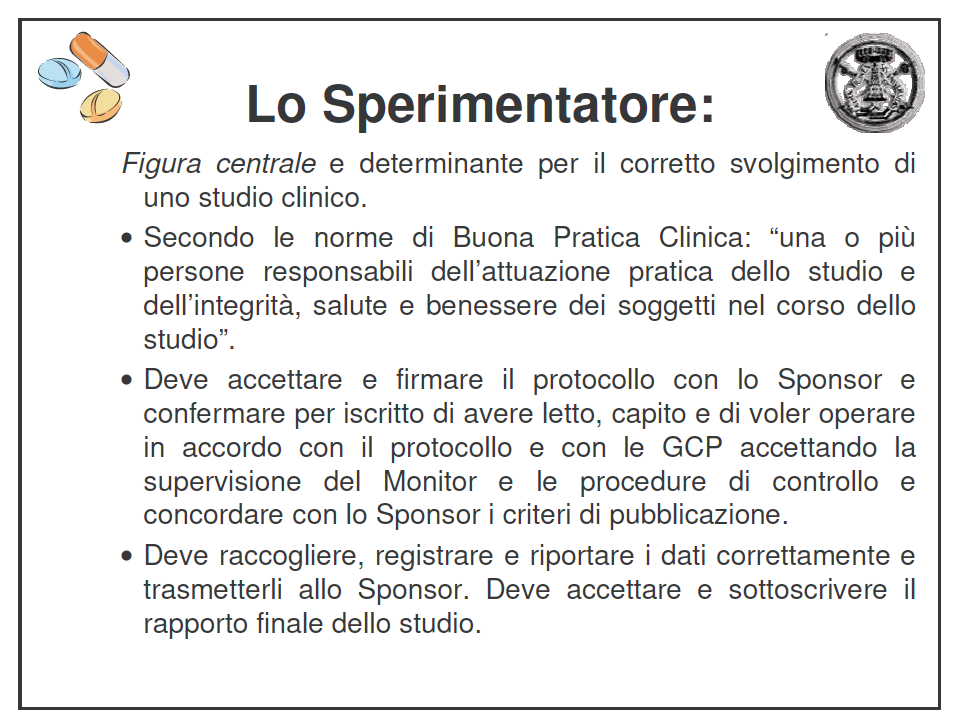 Lo Sperimentatore:
Figura centrale e determinante per il corretto svolgimento di
uno studio clinico.
• Secondo le norme di Buona Pratica Clinica: “una o più
persone responsabili dell’attuazione pratica dello studio e
dell’integrità, salute e benessere dei soggetti nel corso dello
studio”.
• Deve accettare e firmare il protocollo con lo Sponsor e
confermare per iscritto di avere letto, capito e di voler operare
in accordo con il protocollo e con le GCP accettando la
supervisione del Monitor e le procedure di controllo e
concordare con lo Sponsor i criteri di pubblicazione.
• Deve raccogliere, registrare e riportare i dati correttamente e
trasmetterli allo Sponsor. Deve accettare e sottoscrivere il
rapporto finale dello studio.